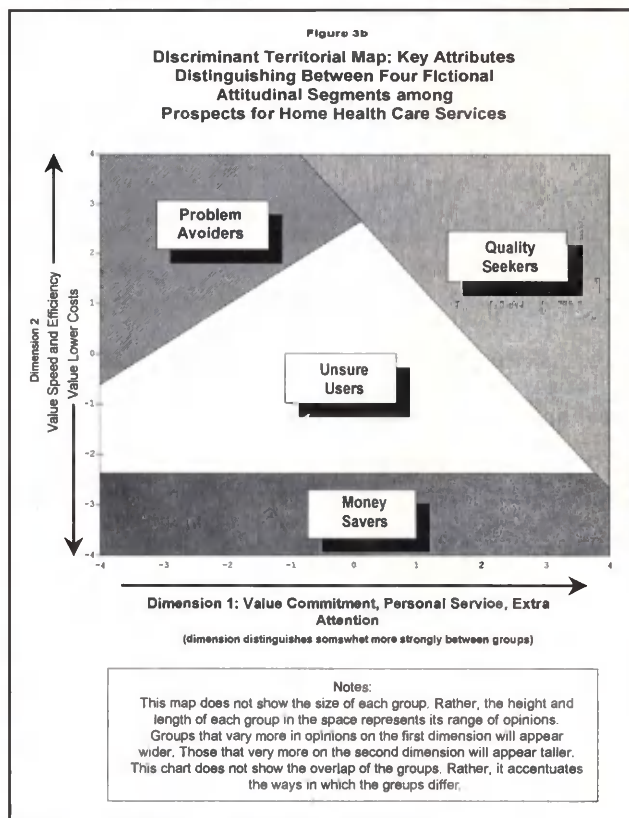 Figure 3b
Discriminant Territorial Map: Key Attributes
Distinguishing Between Four Fictional
Attitudinal Segments among
Prospects for Home Health Care Services
Dimension 2
Value Speed and Efficiency
Value Lower Costs
4
3
2
1
0
-1
-2
-3
-4
Problem
Avoiders
Quality
Seekers
Unsure
Users
Money
Savers
-4 -3 -2 -1 0 1 2 3 4
Dimension 1: Value Commitment, Personal Service, Extra
Attention
(dimension distinguishes somswhet more strongly between groups)
Notes:
This map does not show the size of each group. Rather, the height and
length of each group in the space represents its range of opinions.
Groups that vary more in opinions on the first dimension will appear
wider. Those that very more on the second dimension will appear taller.
This chart does not show the overlap of the groups. Rather, it accentuates
the ways in which the greups differ.